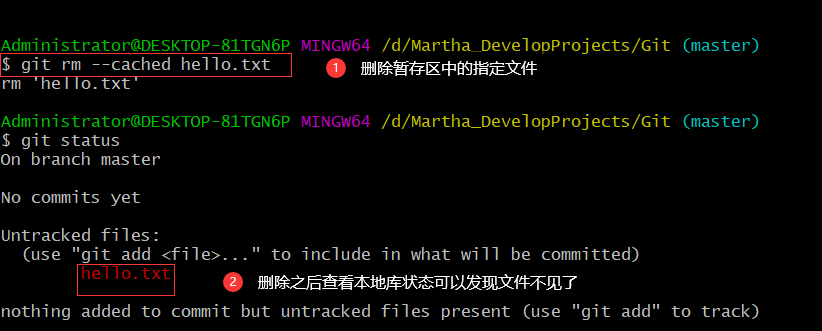 Administrator@DESKTOP-81TGN6P MINGW64 /d/Martha_DevelopProjects/Git (master)
$ git rm --cached hello.txt 1 删除暂存区中的指定文件
rm 'hello.txt'
Administrator@DESKTOP-81TGN6P MINGW64 /d/Martha_DevelopProjects/Git (master)
$ git status
On branch master
No commits yet
Untracked files:
(use "git add <file>..." to include in what will be committed)
hello.txt 2 删除之后查看本地库状态可以发现文件不见了
nothing added to commit but untracked files present (use "git add" to track)